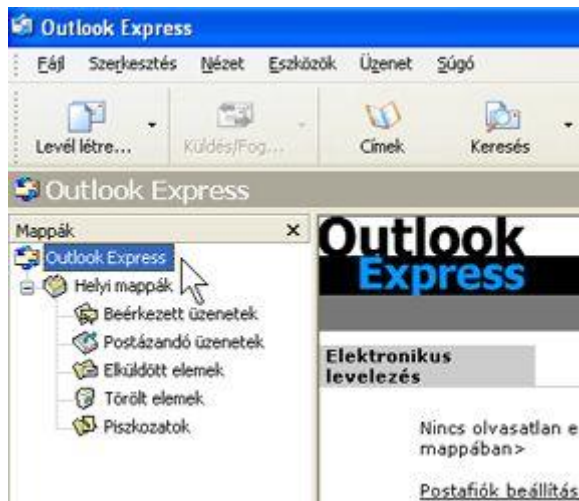 Outlook Express
Fájl Szerkesztés Nézet Eszközök Üzenet Súgó
Levél létre... Küldés/Fog... Címek Keresés
Outlook Express
Mappák
Outlook Express
Helyi mappák
Beérkezett üzenetek
Postázandó üzenetek
Elküldött elemek
Törölt elemek
Piszkozatok
Outlook
Express
Elektronikus
levelezés
Nincs olvasatlan e
mappában>
Postafiók beállítás